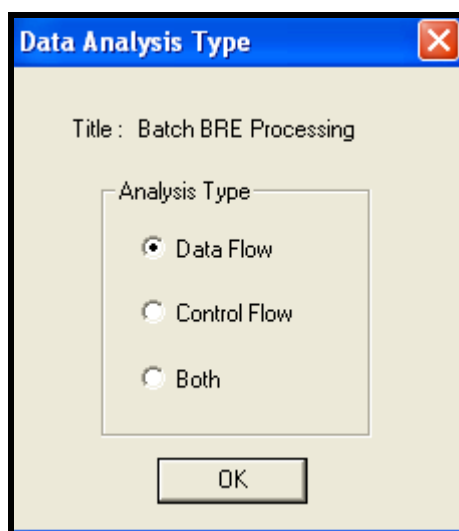 Data Analysis Type
Title : Batch BRE Processing
Analysis Type
Data Flow
Control Flow
Both
OK